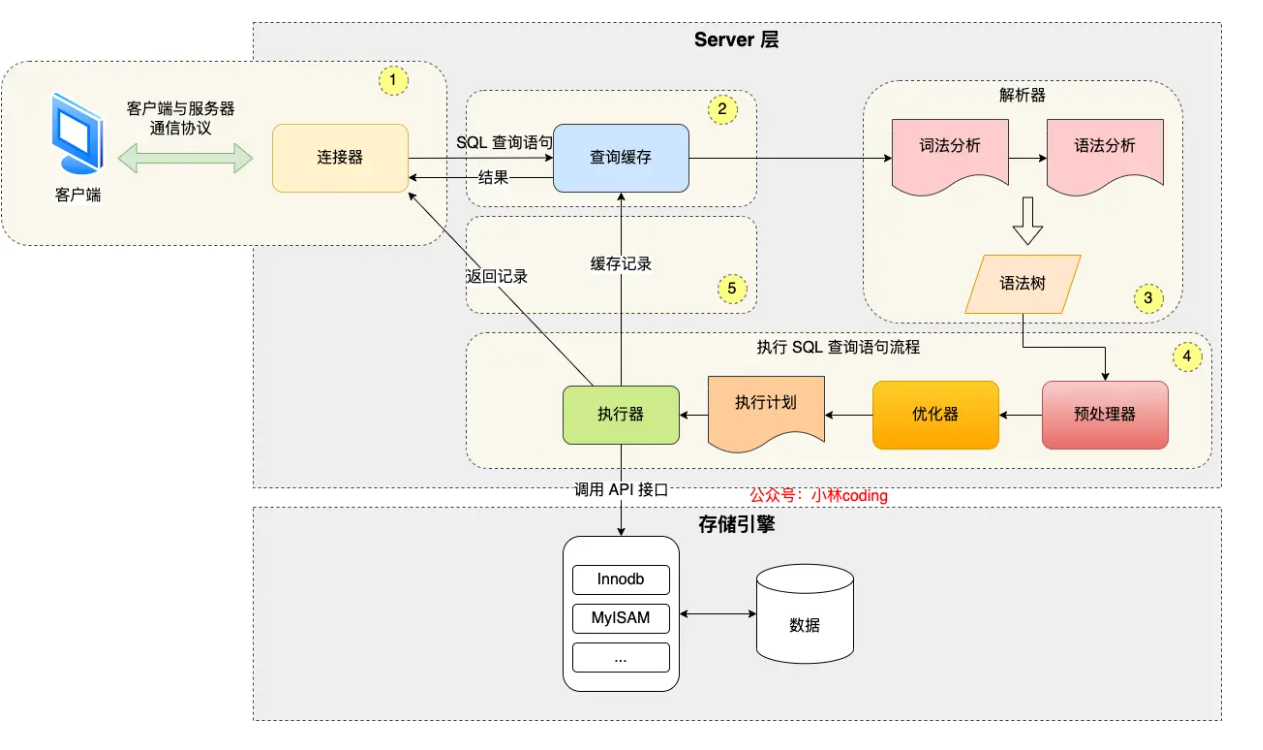 Server 层
1
客户端与服务器
通信协议
客户端
连接器
SQL 查询语句
结果
2
查询缓存
解析器
词法分析
语法分析
语法树
3
返回记录
缓存记录
5
执行 SQL 查询语句流程
4
执行器
执行计划
优化器
预处理器
调用 API 接口
公众号：小林coding
存储引擎
Innodb
MyISAM
...
数据